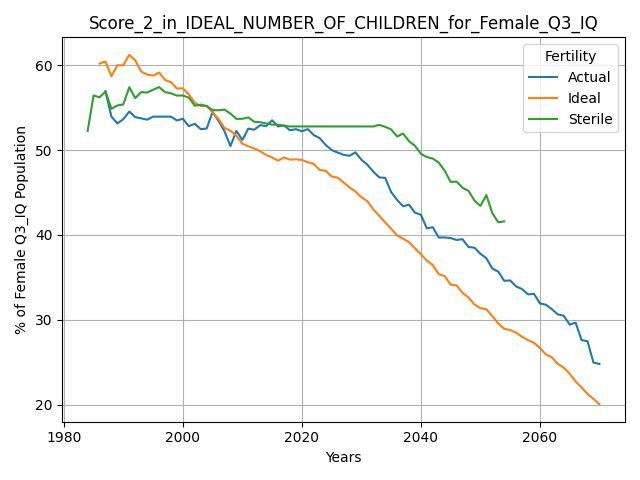 Score_2_in_IDEAL_NUMBER_OF_CHILDREN_for_Female_Q3_IQ
Fertility
Actual
Ideal
Sterile
% of Female Q3_IQ Population
60
50
40
30
20
1980
2000
2020
2040
2060
Years